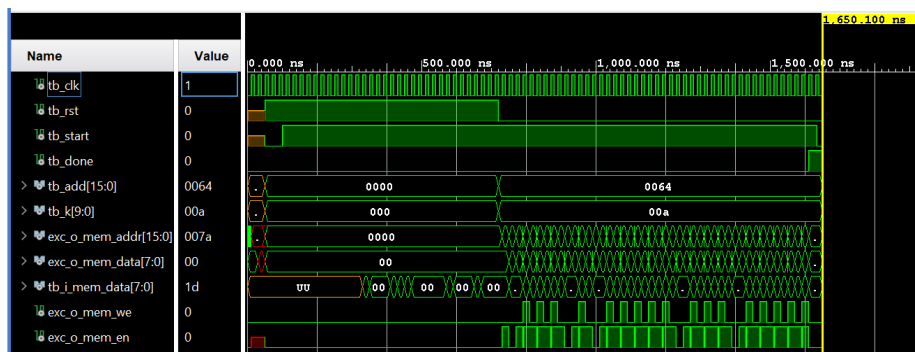 1,650.100 ns
Name Value 0.000 ns 500.000 ns 1,000.000 ns 1,500.000 ns
tb_clk 1
tb_rst 0
tb_start 0
tb_done 0
tb_add[15:0] 0064 0000 0064
tb_k[9:0] 00a 000 00a
exc_o_mem_addr[15:0] 007a 0000
exc_o_mem_data[7:0] 00 00
tb_i_mem_data[7:0] 1d UU 00 00 00 00
exc_o_mem_we 0
exc_o_mem_en 0